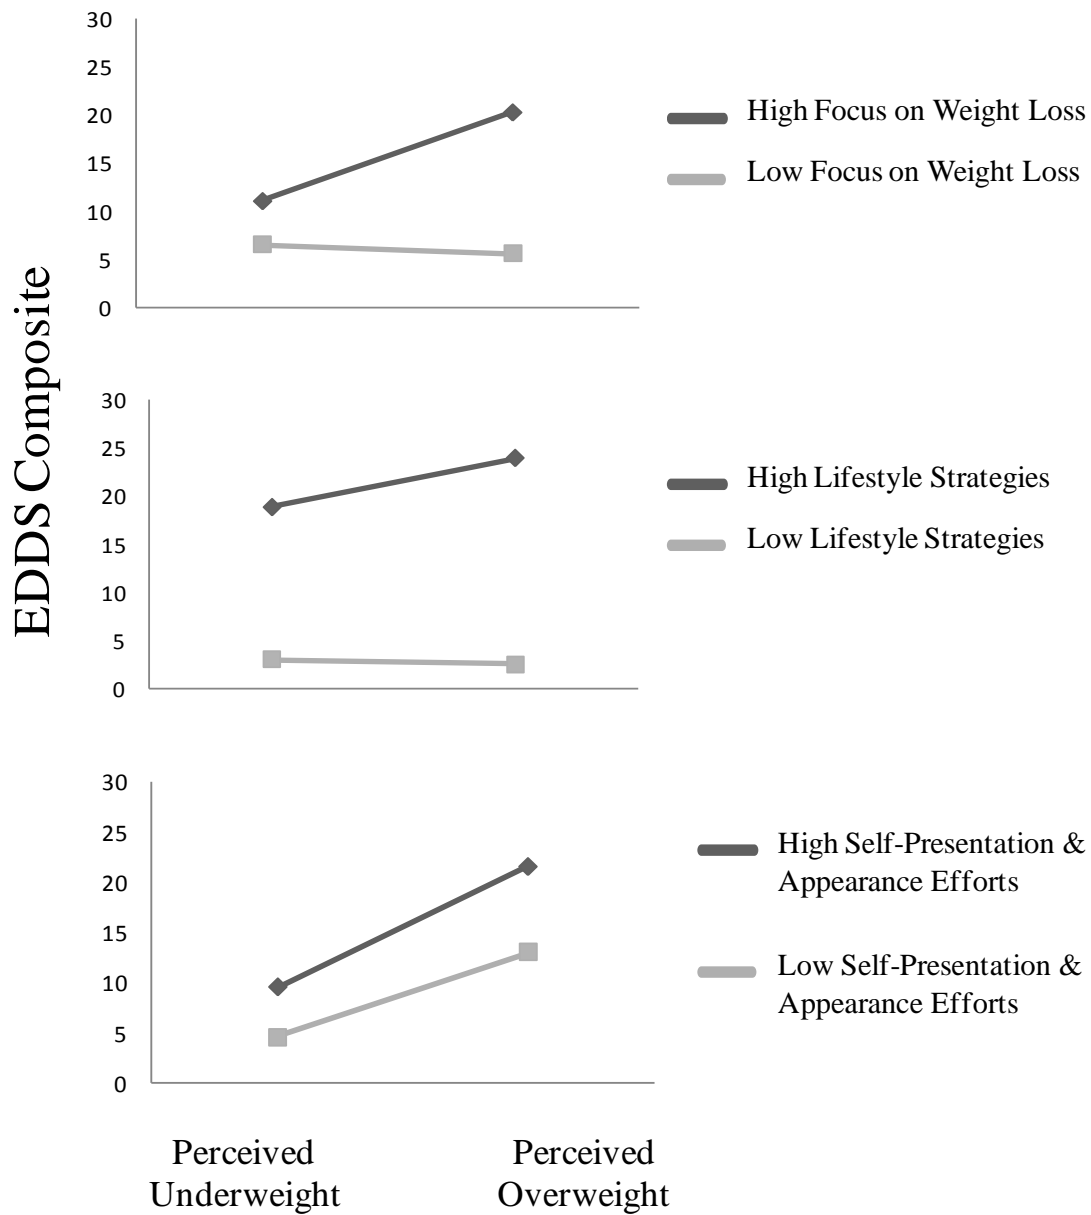 EDDS Composite
30
25
20
15
10
5
0
High Focus on Weight Loss
Low Focus on Weight Loss
30
25
20
15
10
5
0
High Lifestyle Strategies
Low Lifestyle Strategies
30
25
20
15
10
5
0
High Self-Presentation &
Appearance Efforts
Low Self-Presentation &
Appearance Efforts
Perceived
Underweight
Perceived
Overweight